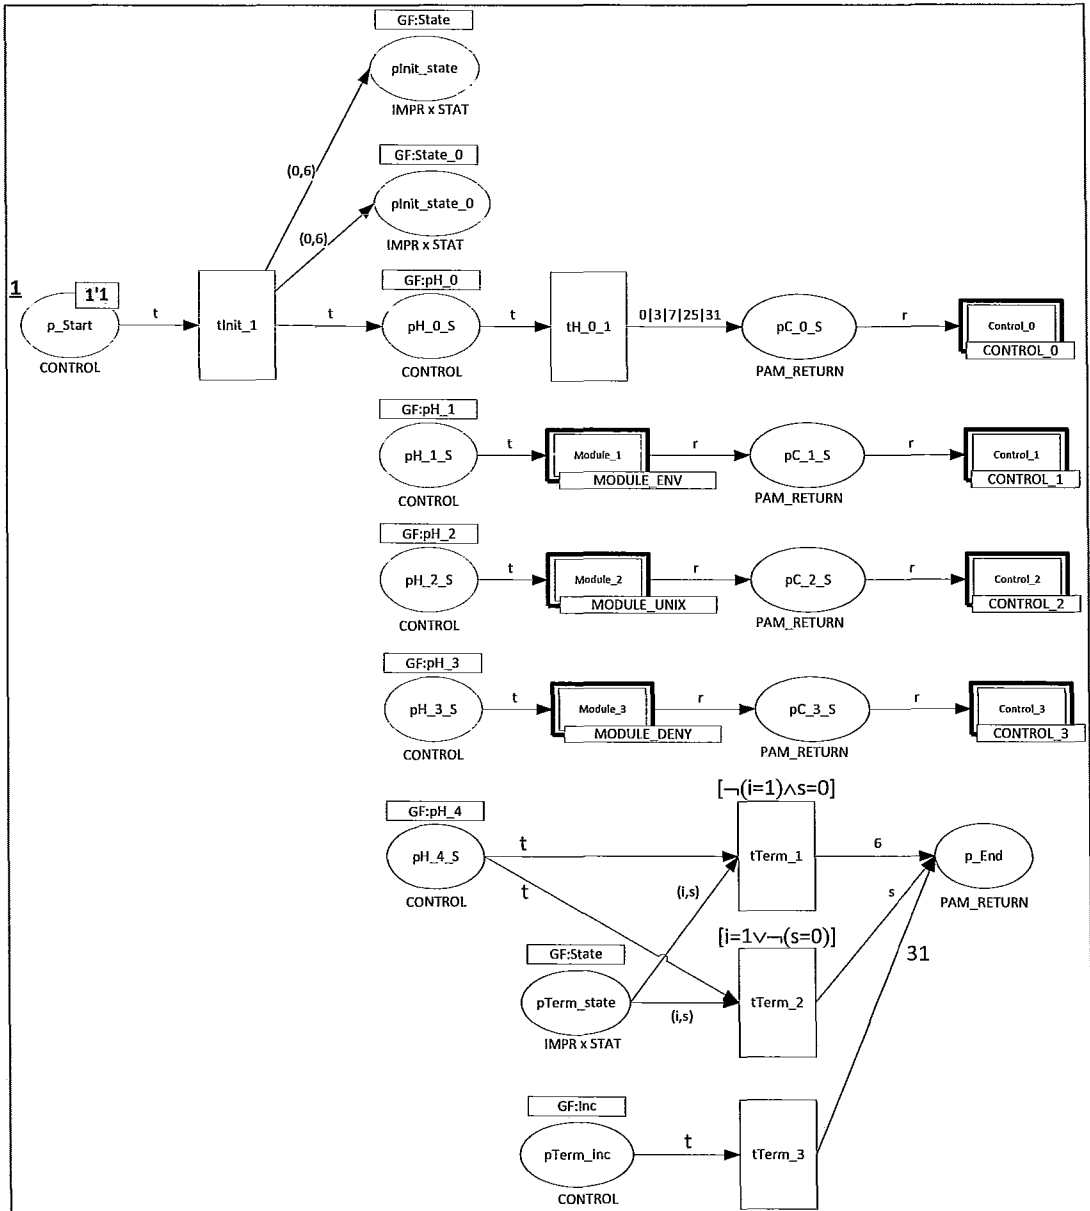 GF:State
pInit_state
IMPR x STAT
GF:State_0
(0,6)
pInit_state_0
(0,6)
IMPR x STAT
1
1'1
GF:pH_0
p_Start
t
tInit_1
t
pH_0_S
t
tH_0_1
0|3|7|25|31
pC_0_S
r
Control_0
CONTROL_0
CONTROL
CONTROL
PAM_RETURN
GF:pH_1
pH_1_S
t
Module_1
MODULE_ENV
r
pC_1_S
r
Control_1
CONTROL_1
CONTROL
PAM_RETURN
GF:pH_2
pH_2_S
t
Module_2
MODULE_UNIX
r
pC_2_S
r
Control_2
CONTROL_2
CONTROL
PAM_RETURN
GF:pH_3
pH_3_S
t
Module_3
MODULE_DENY
r
pC_3_S
r
Control_3
CONTROL_3
CONTROL
PAM_RETURN
[¬(i=1)∧s=0]
GF:pH_4
pH_4_S
t
tTerm_1
6
p_End
t
(i,s)
s
CONTROL
PAM_RETURN
[i=1∨¬(s=0)]
GF:State
31
pTerm_state
(i,s)
tTerm_2
IMPR x STAT
GF:Inc
pTerm_inc
t
tTerm_3
CONTROL